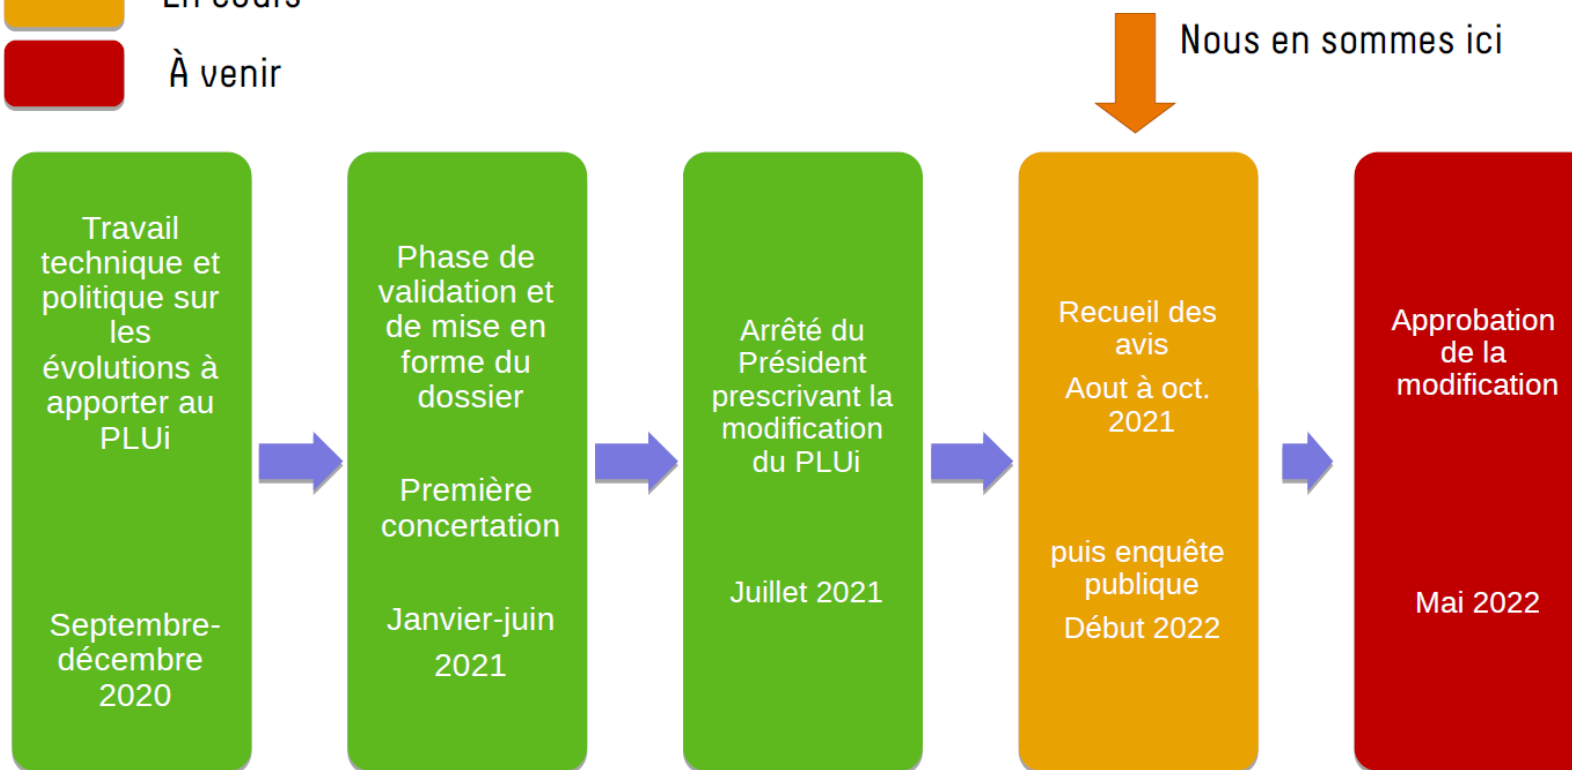 En cours
À venir
Nous en sommes ici
Travail
technique et
politique sur
les
évolutions à
apporter au
PLUi
Septembre-
décembre
2020
Phase de
validation et
de mise en
forme du
dossier
Première
concertation
Janvier-juin
2021
Arrêté du
Président
prescrivant la
modification
du PLUi
Juillet 2021
Recueil des
avis
Aout à oct.
2021
puis enquête
publique
Début 2022
Approbation
de la
modification
Mai 2022